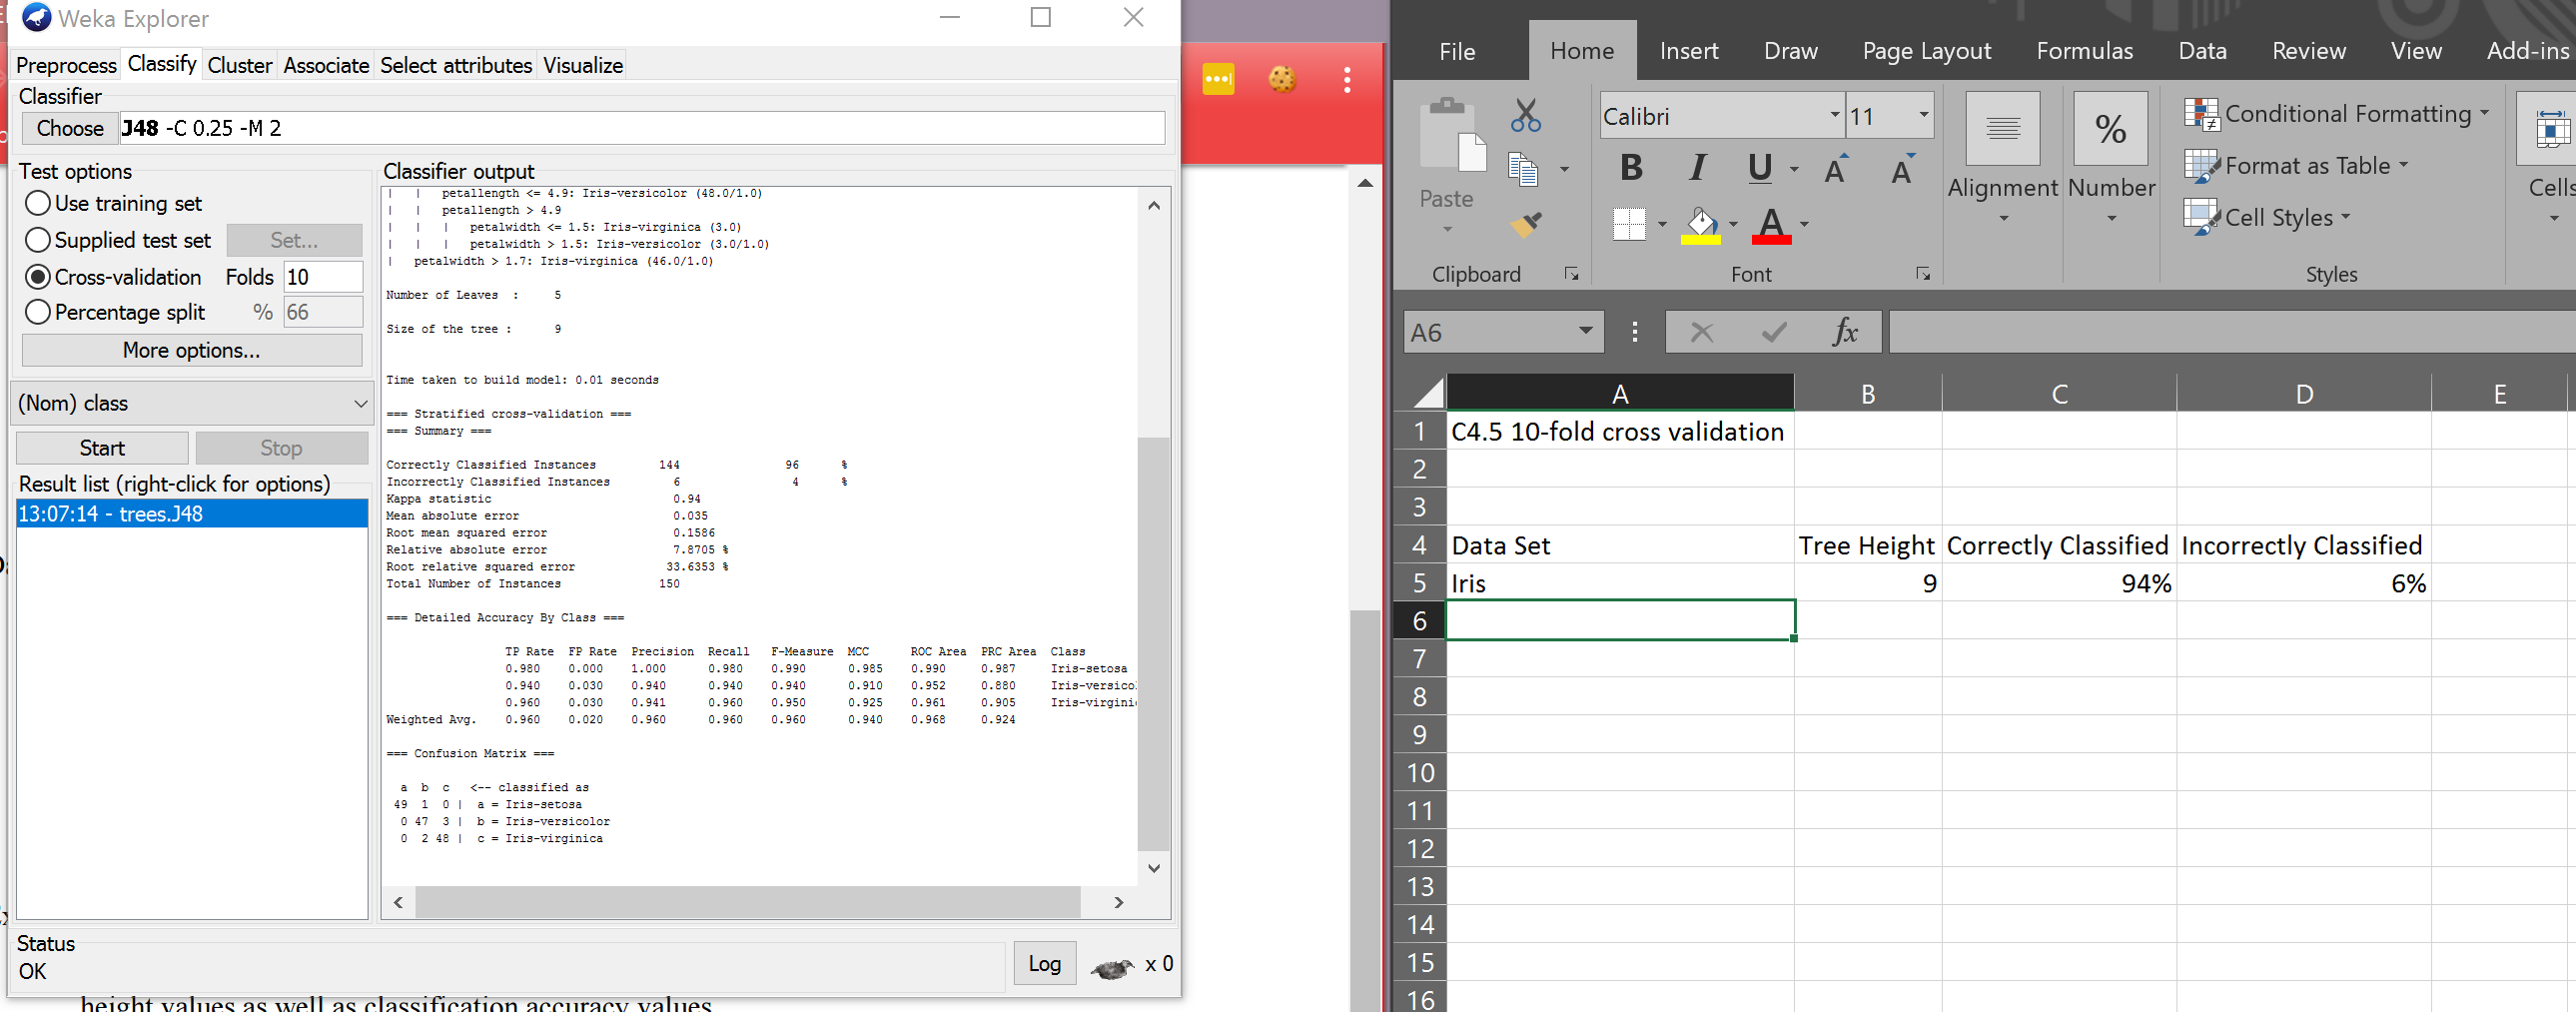 Weka Explorer
Preprocess Classify Cluster Associate Select attributes Visualize
Classifier
Choose J48 -C 0.25 -M 2
Test options
Use training set
Supplied test set Set...
Cross-validation Folds 10
Percentage split % 66
More options...
(Nom) class
Start Stop
Result list (right-click for options)
13:07:14 - trees.J48
Classifier output
| | petallength <= 4.9: Iris-versicolor (48.0/1.0)
| | petallength > 4.9
| | | petalwidth <= 1.5: Iris-virginica (3.0)
| | | petalwidth > 1.5: Iris-versicolor (3.0/1.0)
| petalwidth > 1.7: Iris-virginica (46.0/1.0)
Number of Leaves : 5
Size of the tree : 9
Time taken to build model: 0.01 seconds
=== Stratified cross-validation ===
=== Summary ===
Correctly Classified Instances 144 96 %
Incorrectly Classified Instances 6 4 %
Kappa statistic 0.94
Mean absolute error 0.035
Root mean squared error 0.1586
Relative absolute error 7.8705 %
Root relative squared error 33.6353 %
Total Number of Instances 150
=== Detailed Accuracy By Class ===
TP Rate FP Rate Precision Recall F-Measure MCC ROC Area PRC Area Class
0.980 0.000 1.000 0.980 0.990 0.985 0.990 0.987 Iris-setosa
0.940 0.030 0.940 0.940 0.940 0.910 0.952 0.880 Iris-versico
0.960 0.030 0.941 0.960 0.950 0.925 0.961 0.905 Iris-virgini
Weighted Avg. 0.960 0.020 0.960 0.960 0.960 0.940 0.968 0.924
=== Confusion Matrix ===
a b c <-- classified as
49 1 0 | a = Iris-setosa
0 47 3 | b = Iris-versicolor
0 2 48 | c = Iris-virginica
Status
OK
Log x 0
height values as well as classification accuracy values
File Home Insert Draw Page Layout Formulas Data Review View Add-ins
Calibri 11
B I U A A
Paste
A
%
Alignment Number
Conditional Formatting
Format as Table
Cell Styles
Cells
Clipboard Font Styles
A6 fx
A B C D E
1 C4.5 10-fold cross validation
2
3
4 Data Set Tree Height Correctly Classified Incorrectly Classified
5 Iris 9 94% 6%
6
7
8
9
10
11
12
13
14
15
16